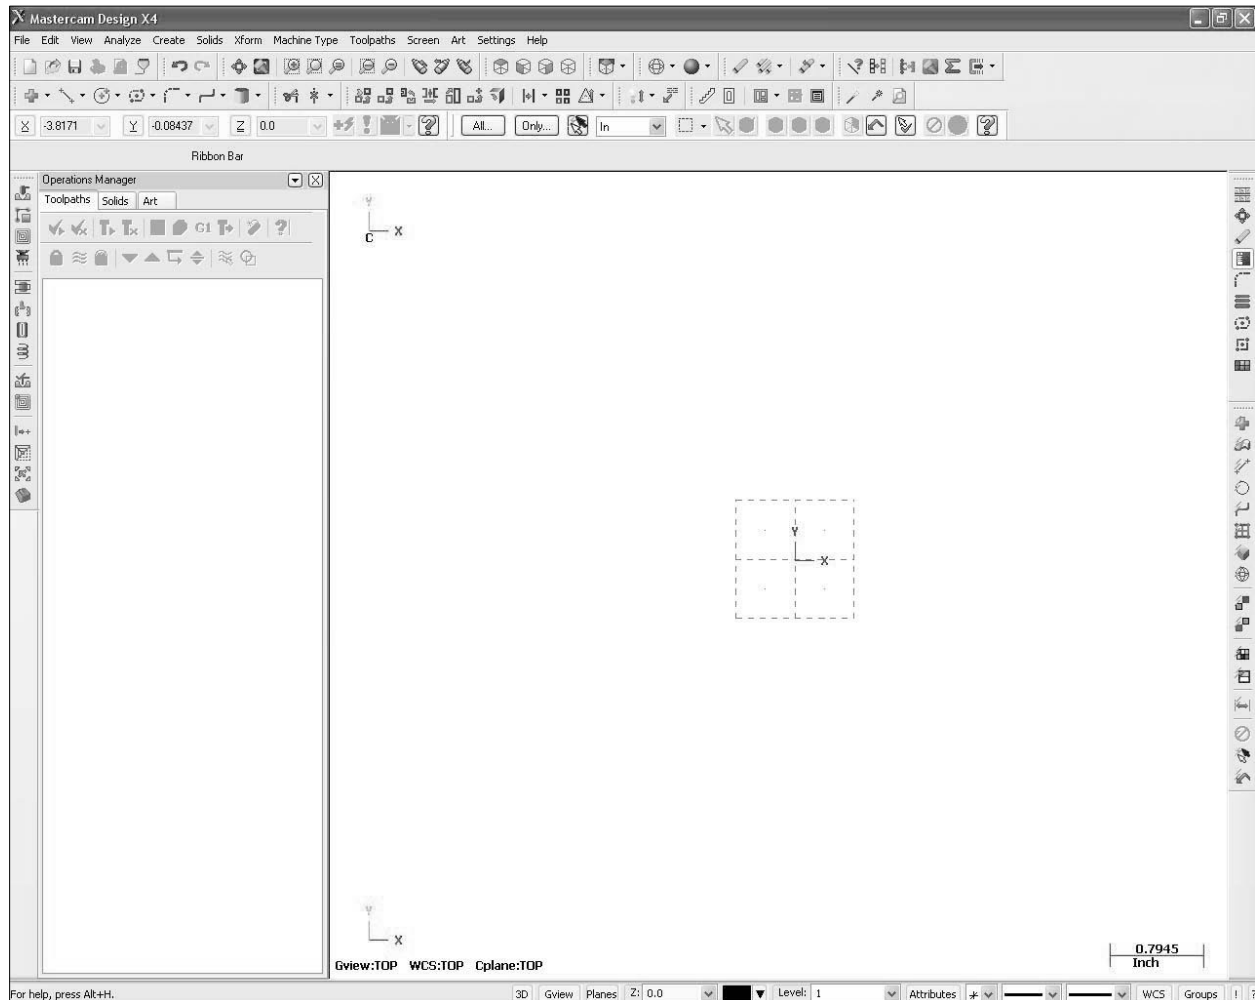 Mastercam Design X4
File Edit View Analyze Create Solids Xform Machine Type Toolpaths Screen Art Settings Help
X -3.8171 Y -0.08437 Z 0.0 All... Only... In
Ribbon Bar
Operations Manager
Toolpaths Solids Art
G1
Y
C X
Y
X
Y
X
0.7945
Inch
Gview:TOP WCS:TOP Cplane:TOP
For help, press Alt+H. 3D Gview Planes Z: 0.0 Level: 1 Attributes WCS Groups ! ?